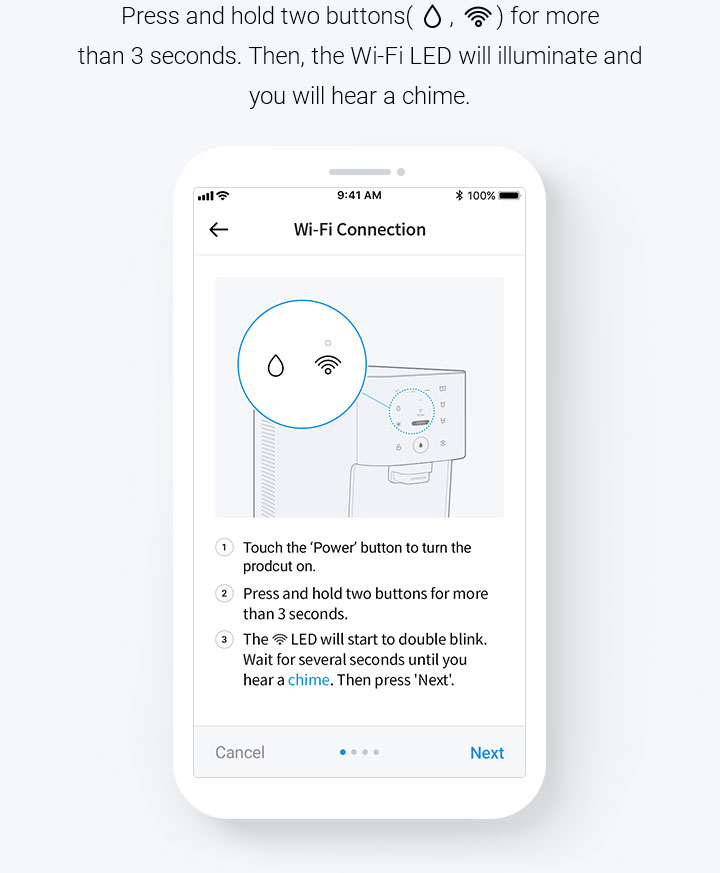 Press and hold two buttons( , ) for more
than 3 seconds. Then, the Wi-Fi LED will illuminate and
you will hear a chime.
9:41 AM
100%
Wi-Fi Connection
1 Touch the ‘Power’ button to turn the
prodcut on.
2 Press and hold two buttons for more
than 3 seconds.
3 The LED will start to double blink.
Wait for several seconds until you
hear a chime. Then press 'Next'.
Cancel
Next